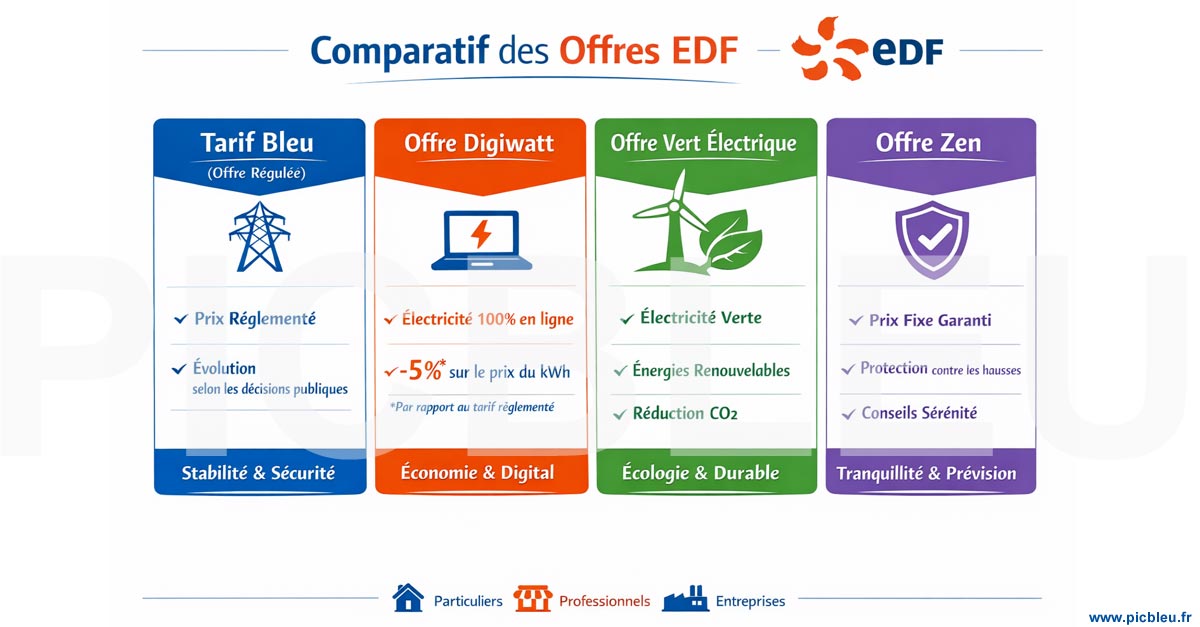 Comparatif des Offres EDF
eDF
Tarif Bleu
(Offre Régulée)
Prix Réglementé
Évolution
selon les décisions publiques
Stabilité & Sécurité
Offre Digiwatt
Électricité 100% en ligne
-5%* sur le prix du kWh
*Par rapport au tarif règlementé
Économie & Digital
Offre Vert Électrique
Électricité Verte
Énergies Renouvelables
Réduction CO₂
Écologie & Durable
Offre Zen
Prix Fixe Garanti
Protection contre les hausses
Conseils Sérénité
Tranquillité & Prévision
PICBLEU
Particuliers
Professionnels
Entreprises
www.picbleu.fr